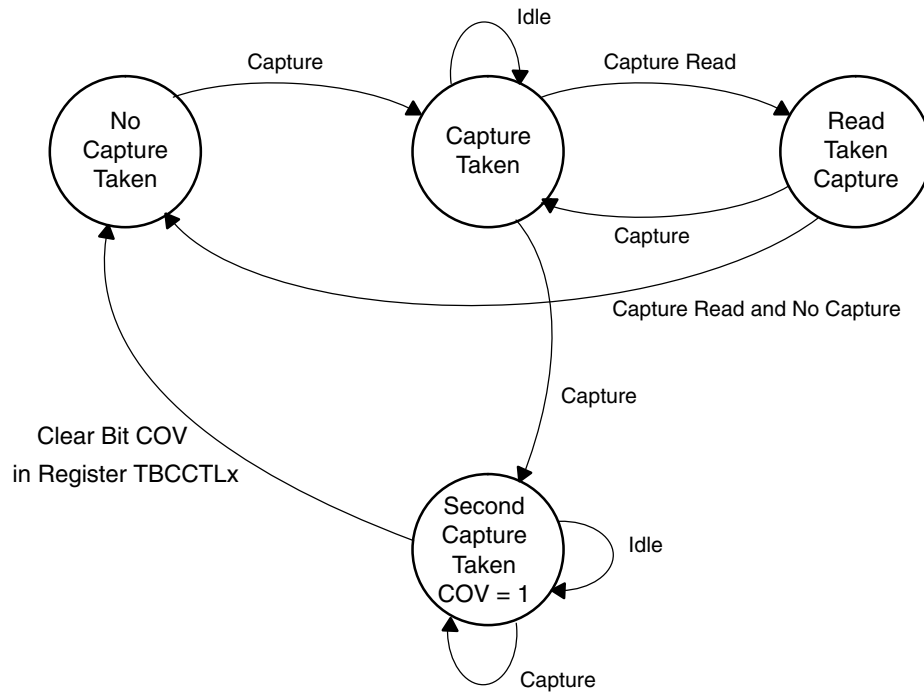 Idle
Capture
Capture Read
No
Capture
Taken
Capture
Taken
Read
Taken
Capture
Capture
Capture Read and No Capture
Capture
Clear Bit COV
in Register TBCCTLx
Second
Capture
Taken
COV = 1
Idle
Capture